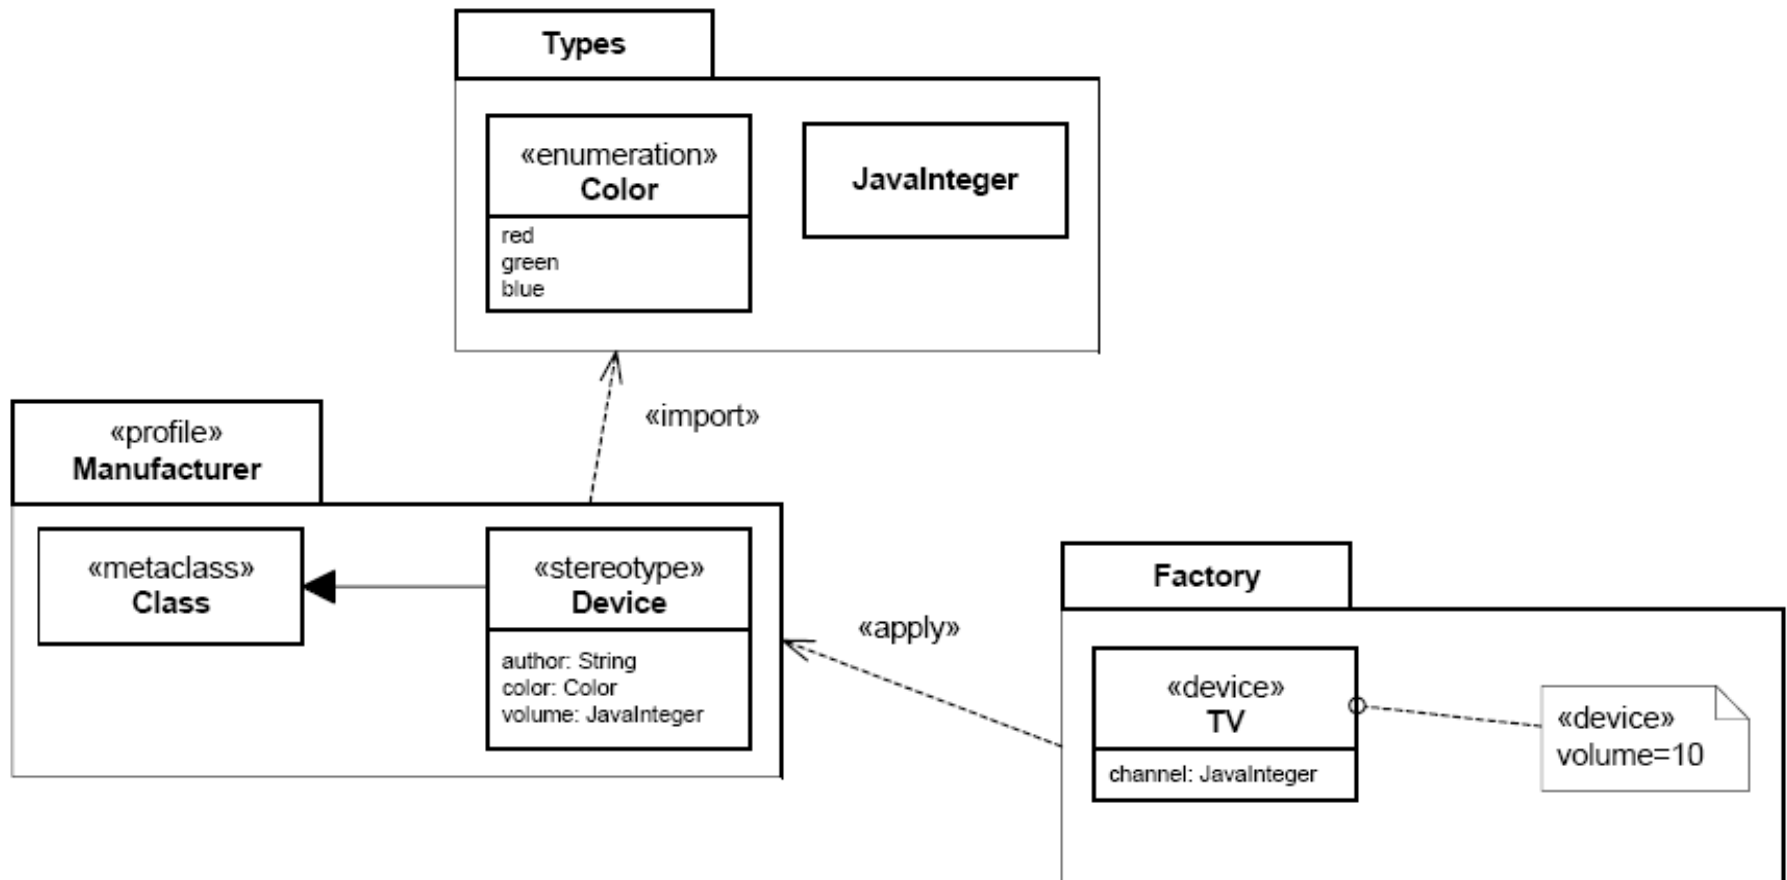 Types
«enumeration»
Color
red
green
blue
JavaInteger
«import»
«profile»
Manufacturer
«metaclass»
Class
«stereotype»
Device
author: String
color: Color
volume: JavaInteger
«apply»
Factory
«device»
TV
channel: JavaInteger
«device»
volume=10